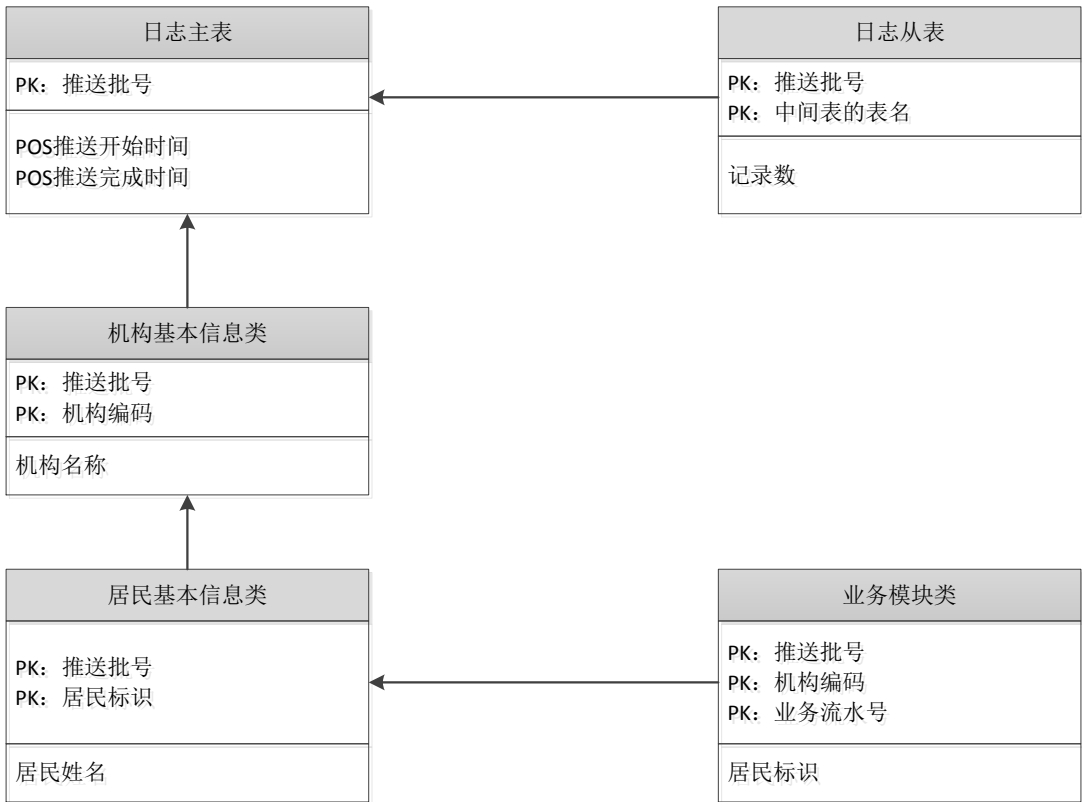 日志主表
PK：推送批号
POS推送开始时间
POS推送完成时间
日志从表
PK：推送批号
PK：中间表的表名
记录数
机构基本信息类
PK：推送批号
PK：机构编码
机构名称
居民基本信息类
PK：推送批号
PK：居民标识
居民姓名
业务模块类
PK：推送批号
PK：机构编码
PK：业务流水号
居民标识